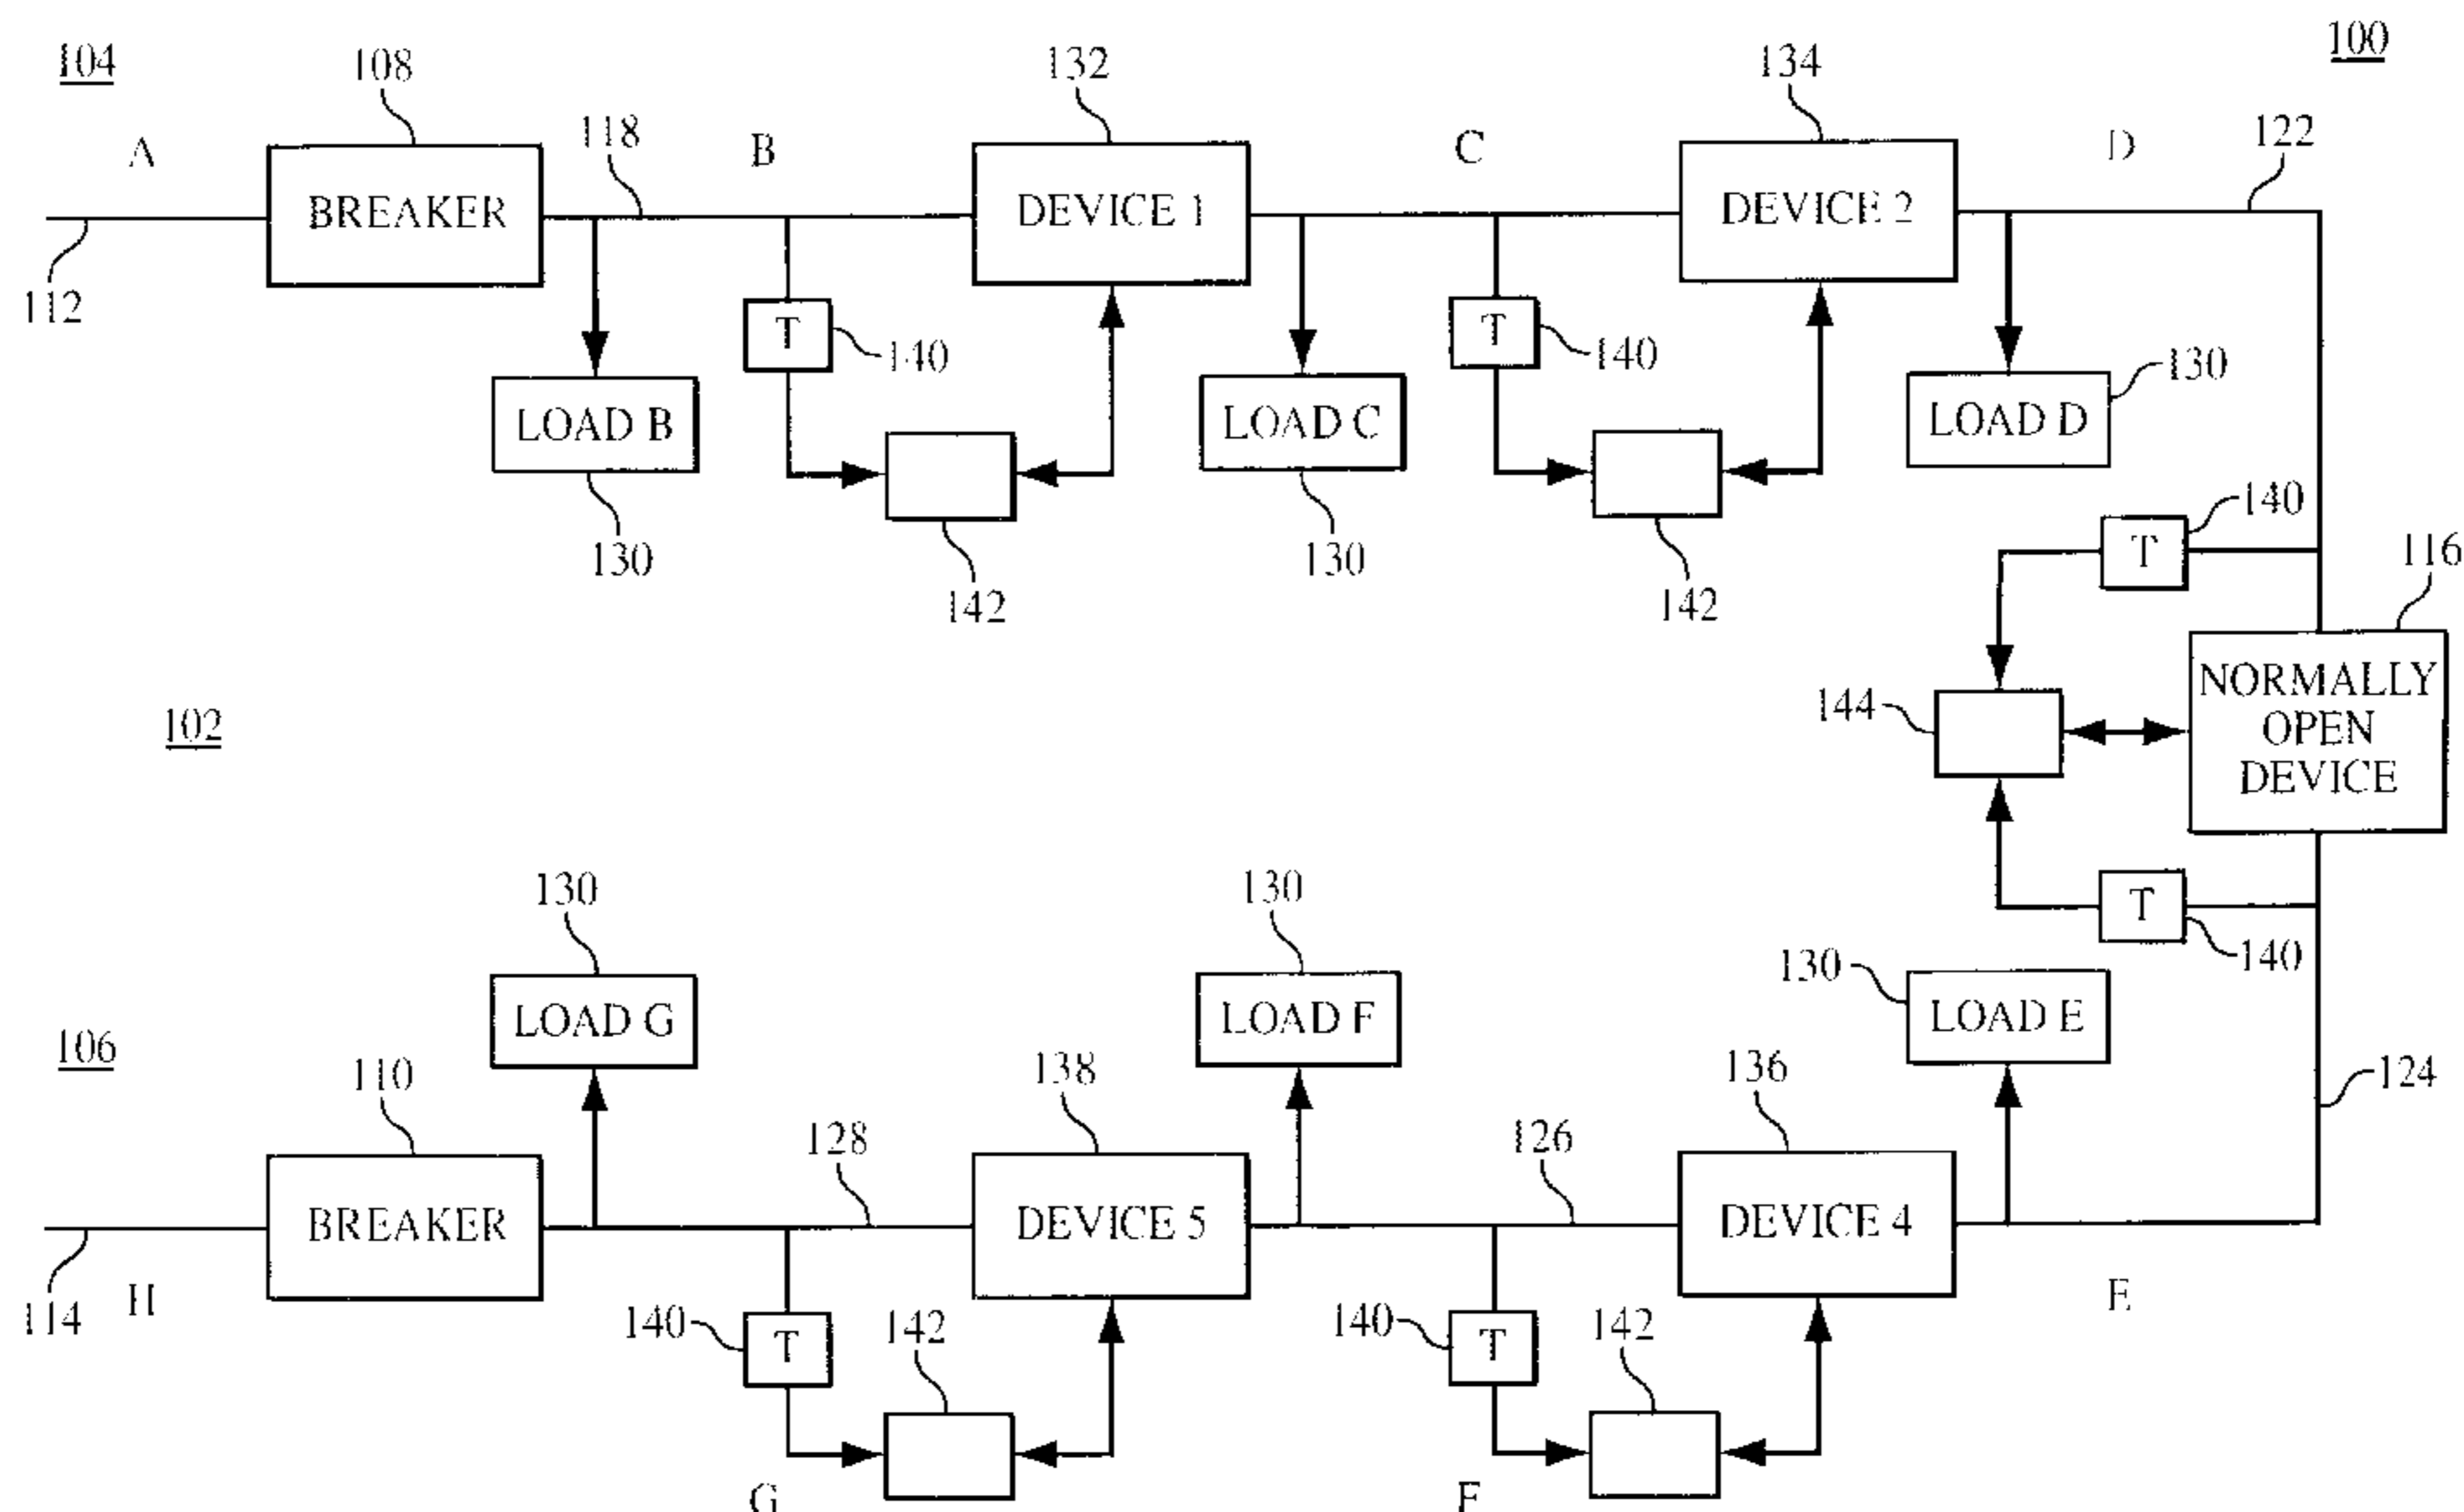 104
108
132
134
100
A
118
B
C
D
122
BREAKER
DEVICE 1
DEVICE 2
112
T
140
T
140
LOAD B
LOAD C
LOAD D
130
130
142
130
142
T
140
116
102
144
NORMALLY
OPEN
DEVICE
130
130
T
140
130
LOAD G
LOAD F
LOAD E
106
110
138
136
124
128
126
BREAKER
DEVICE 5
DEVICE 4
114
H
E
140
T
142
140
T
142
G
F